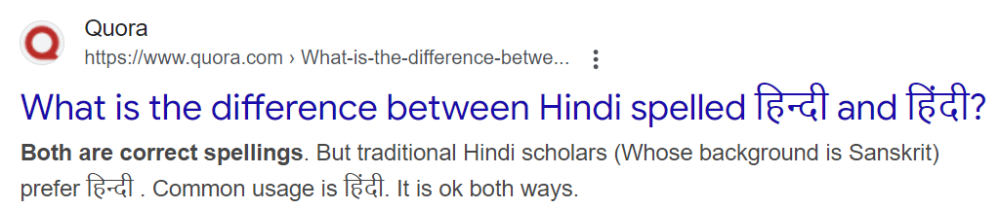 Quora
https://www.quora.com › What-is-the-difference-betwe...
What is the difference between Hindi spelled हिन्दी and हिंदी?
Both are correct spellings. But traditional Hindi scholars (Whose background is Sanskrit)
prefer हिन्दी . Common usage is हिंदी. It is ok both ways.